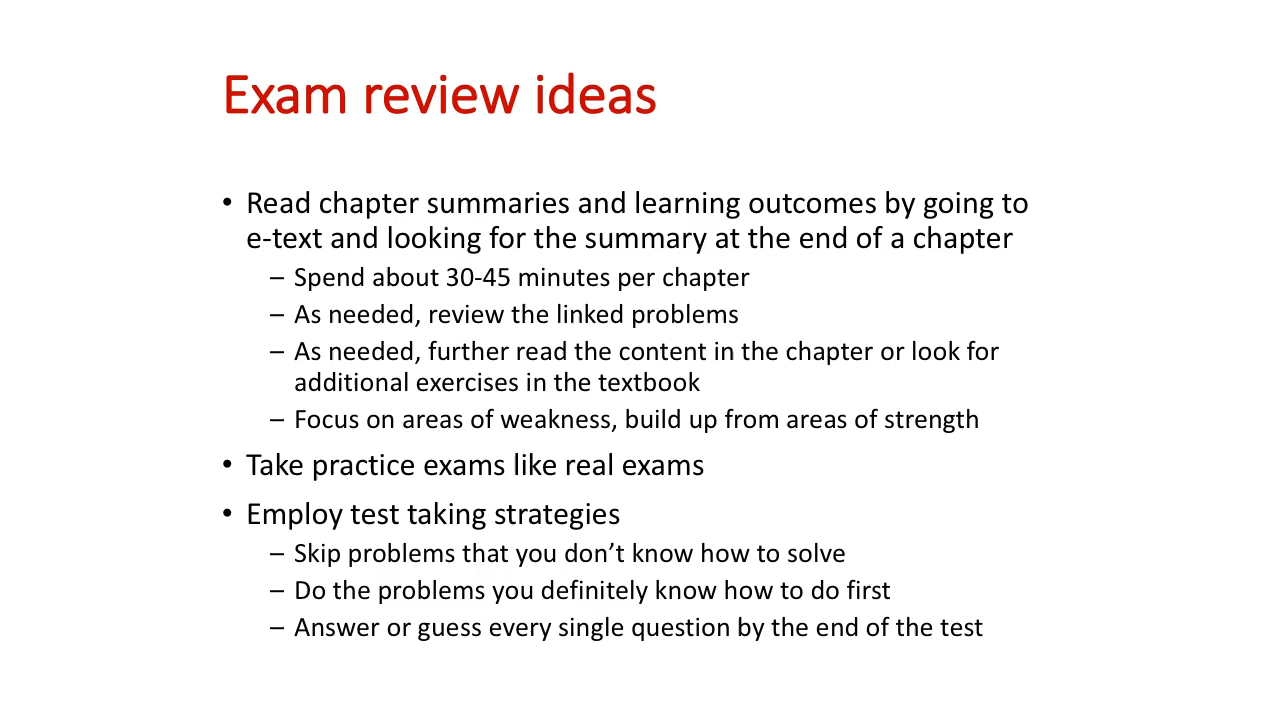 Exam review ideas
• Read chapter summaries and learning outcomes by going to
e-text and looking for the summary at the end of a chapter
– Spend about 30-45 minutes per chapter
– As needed, review the linked problems
– As needed, further read the content in the chapter or look for
additional exercises in the textbook
– Focus on areas of weakness, build up from areas of strength
• Take practice exams like real exams
• Employ test taking strategies
– Skip problems that you don’t know how to solve
– Do the problems you definitely know how to do first
– Answer or guess every single question by the end of the test